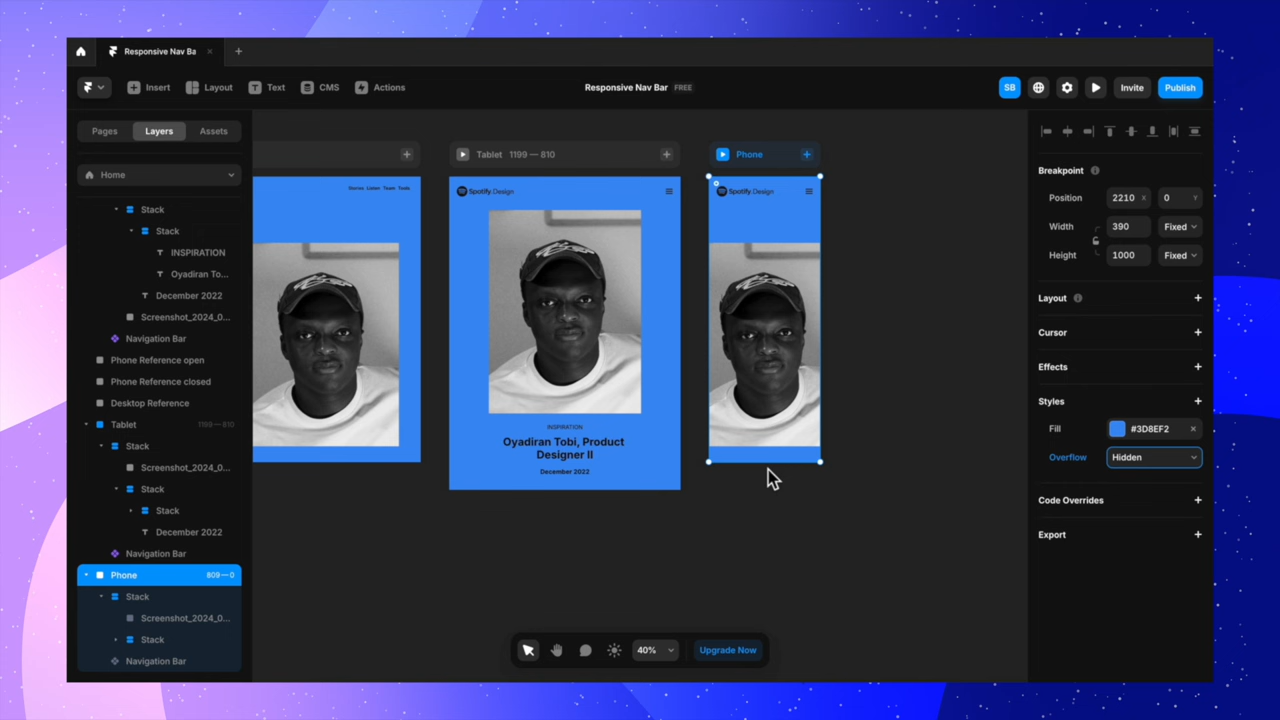 Responsive Nav Ba
Insert
Layout
Text
CMS
Actions
Responsive Nav Bar FREE
SB
Invite
Publish
Pages
Layers
Assets
Home
Stack
Stack
INSPIRATION
Oyadiran To...
December 2022
Screenshot_2024_0...
Navigation Bar
Phone Reference open
Phone Reference closed
Desktop Reference
Tablet 1199—810
Stack
Screenshot_2024_0...
Stack
Stack
December 2022
Navigation Bar
Phone 809—0
Stack
Screenshot_2024_0...
Stack
Navigation Bar
Stories Listen Team Tools
Tablet 1199 — 810
Spotify.Design
INSPIRATION
Oyadiran Tobi, Product
Designer II
December 2022
Phone
Spotify.Design
40%
Upgrade Now
Breakpoint
Position 2210 X 0 Y
Width 390 Fixed
Height 1000 Fixed
Layout
Cursor
Effects
Styles
Fill #3D8EF2
Overflow Hidden
Code Overrides
Export